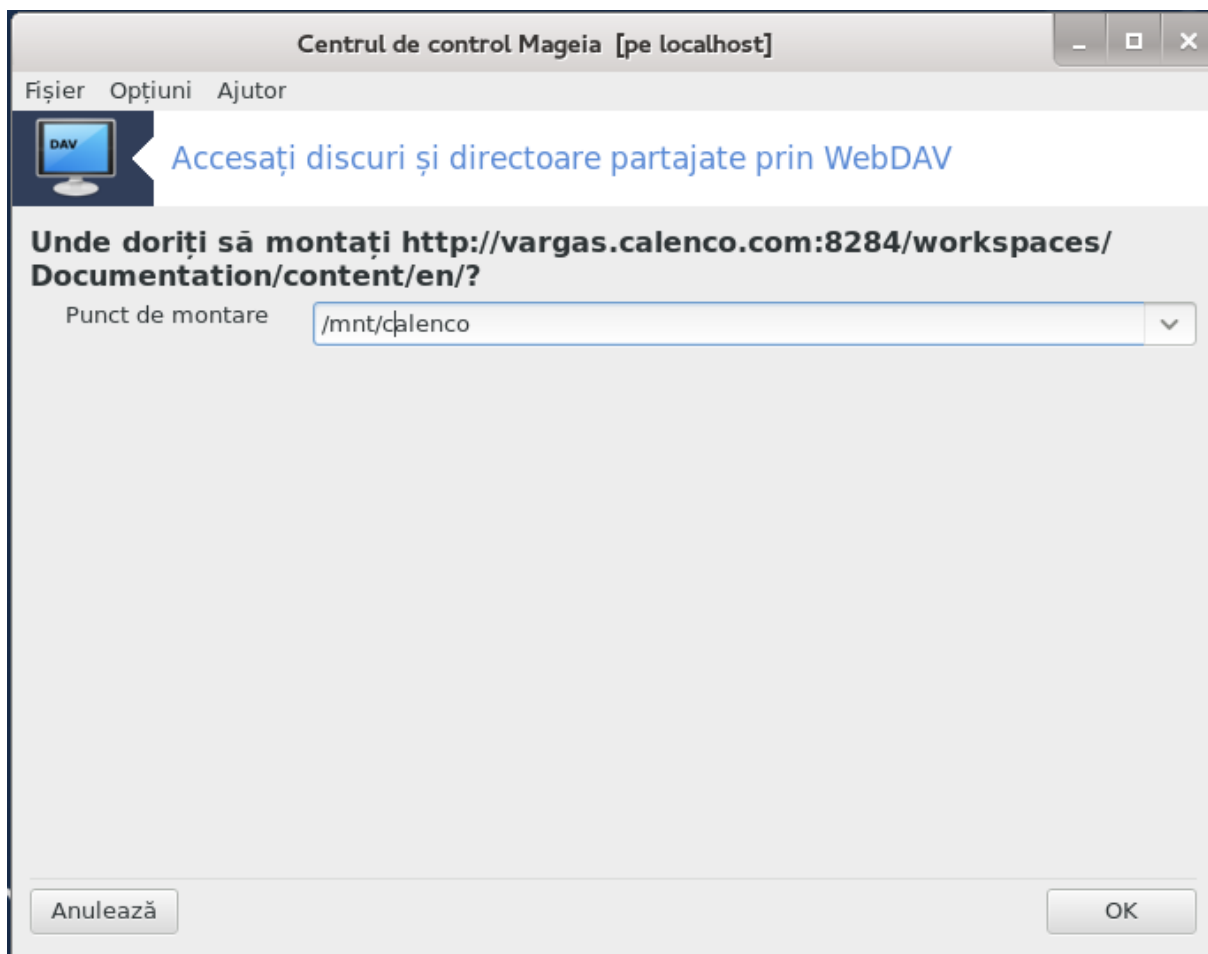 Centrul de control Mageia [pe localhost]
Fișier Opțiuni Ajutor
DAV
Accesați discuri și directoare partajate prin WebDAV
Unde doriți să montați http://vargas.calenco.com:8284/workspaces/
Documentation/content/en/?
Punct de montare /mnt/calenco
Anulează OK